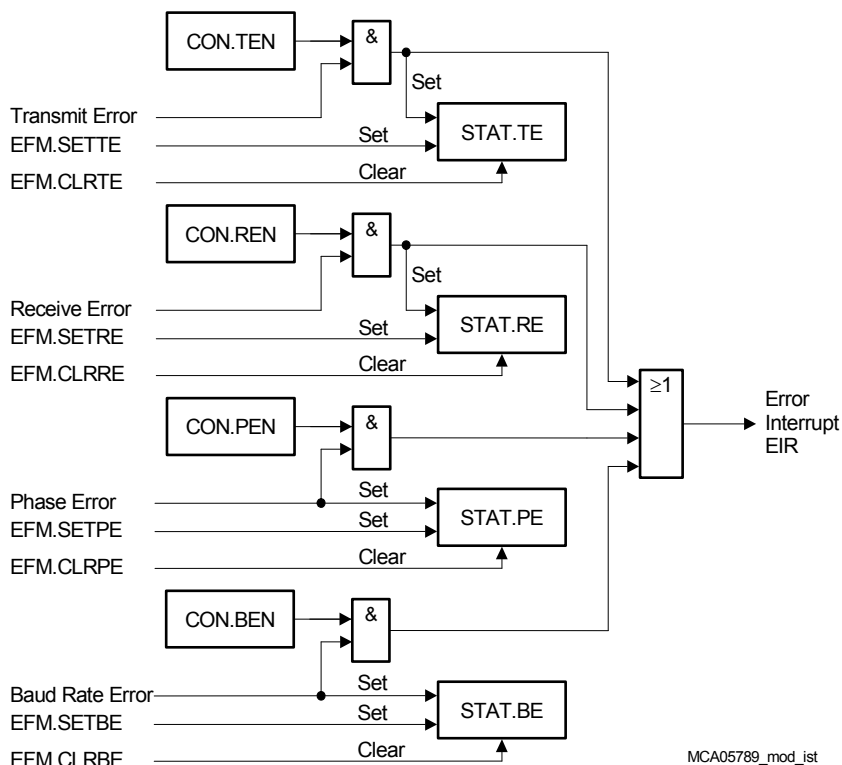 CON.TEN
&
Set
Transmit Error
Set
STAT.TE
EFM.SETTE
EFM.CLRTE
Clear
CON.REN
&
Set
Receive Error
Set
STAT.RE
EFM.SETRE
EFM.CLRRE
Clear
≥1
Error
Interrupt
EIR
CON.PEN
&
Phase Error
Set
EFM.SETPE
Set
STAT.PE
EFM.CLRPE
Clear
CON.BEN
&
Baud Rate Error
Set
EFM.SETBE
Set
STAT.BE
EFM.CLRBE
Clear
MCA05789_mod_ist